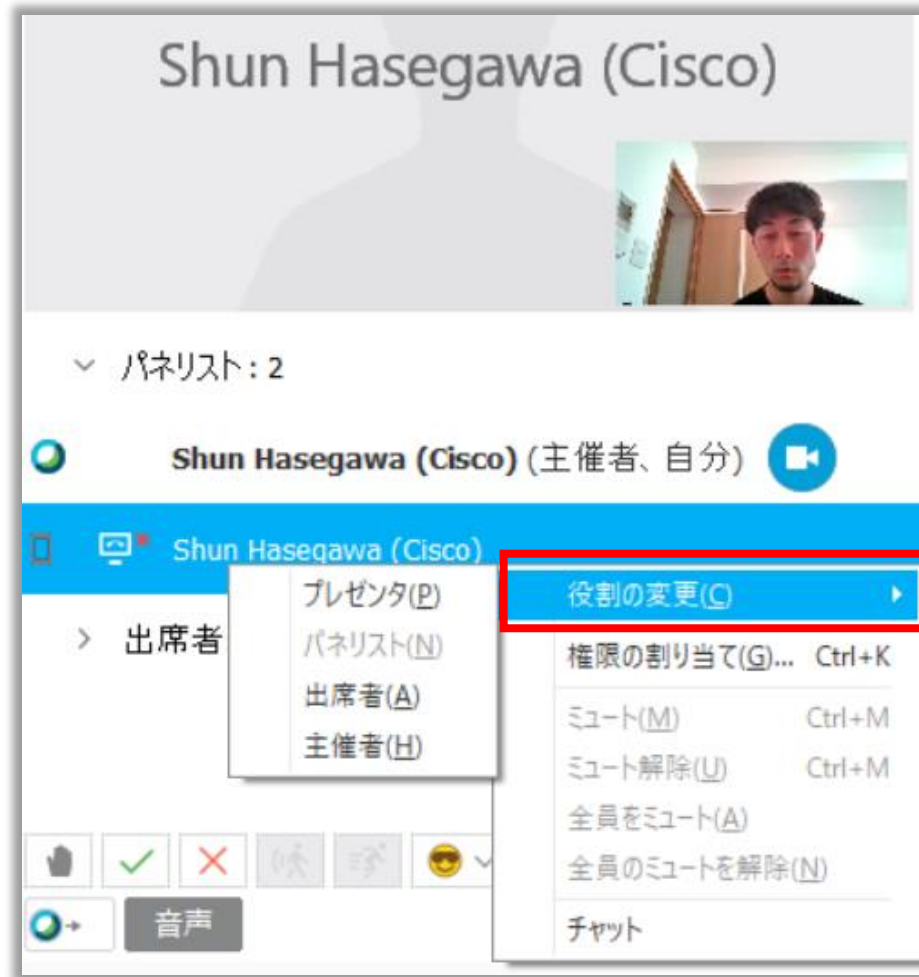 Shun Hasegawa (Cisco)
パネリスト : 2
Shun Hasegawa (Cisco) (主催者、自分)
Shun Hasegawa (Cisco)
役割の変更(C)
プレゼンタ(P)
パネリスト(N)
出席者(A)
主催者(H)
権限の割り当て(G)... Ctrl+K
ミュート(M) Ctrl+M
ミュート解除(U) Ctrl+M
全員をミュート(A)
全員のミュートを解除(N)
チャット
出席者
音声